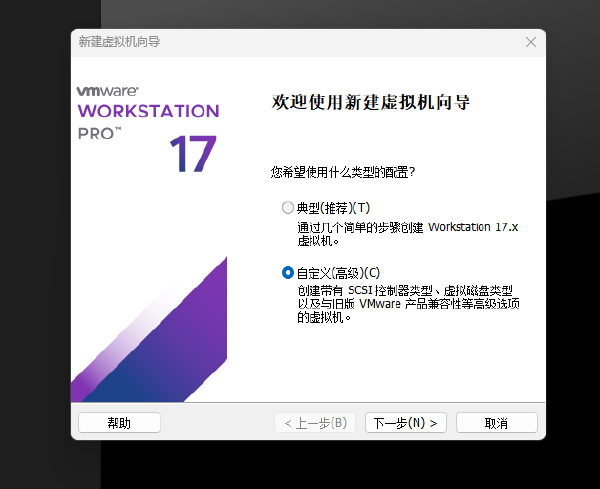 新建虚拟机向导
vmware
WORKSTATION
PRO™
17
欢迎使用新建虚拟机向导
您希望使用什么类型的配置?
典型(推荐)(T)
通过几个简单的步骤创建 Workstation 17.x
虚拟机。
自定义(高级)(C)
创建带有 SCSI 控制器类型、虚拟磁盘类型
以及与旧版 VMware 产品兼容性等高级选项
的虚拟机。
帮助
< 上一步(B)
下一步(N) >
取消